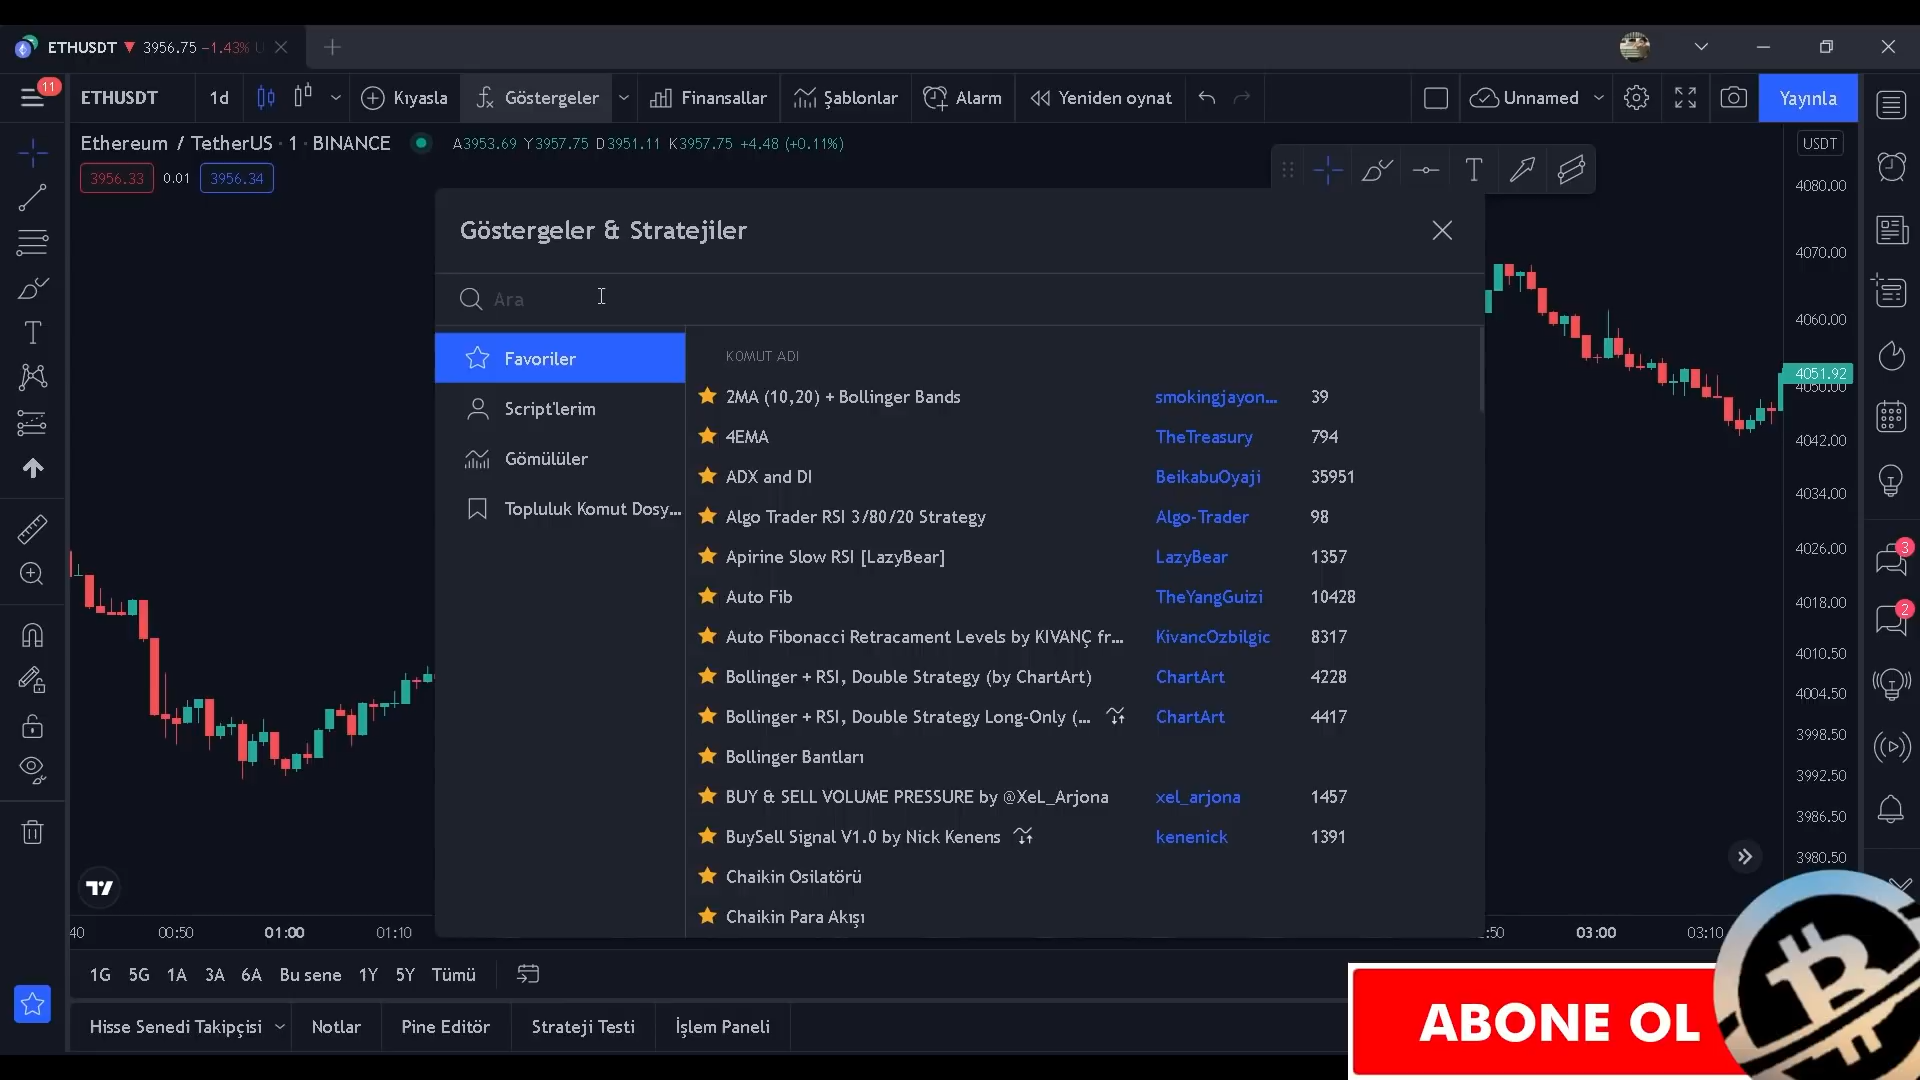 ETHUSDT ▼ 3956.75 −1.43% U
11
ETHUSDT 1d Kıyasla Göstergeler Finansallar Şablonlar Alarm Yeniden oynat Unnamed Yayınla
Ethereum / TetherUS · 1 · BINANCE A3953.69 Y3957.75 D3951.11 K3957.75 +4.48 (+0.11%) USDT
3956.33 0.01 3956.34
Göstergeler & Stratejiler
Ara
Favoriler
Script'lerim
Gömülüler
Topluluk Komut Dosy...
KOMUT ADI
2MA (10,20) + Bollinger Bands smokingjayon... 39
4EMA TheTreasury 794
ADX and DI BeikabuOyaji 35951
Algo Trader RSI 3/80/20 Strategy Algo-Trader 98
Apirine Slow RSI [LazyBear] LazyBear 1357
Auto Fib TheYangGuizi 10428
Auto Fibonacci Retracament Levels by KIVANÇ fr... KivancOzbilgic 8317
Bollinger + RSI, Double Strategy (by ChartArt) ChartArt 4228
Bollinger + RSI, Double Strategy Long-Only (... ChartArt 4417
Bollinger Bantları
BUY & SELL VOLUME PRESSURE by @XeL_Arjona xel_arjona 1457
BuySell Signal V1.0 by Nick Kenens kenenick 1391
Chaikin Osilatörü
Chaikin Para Akışı
4080.00
4070.00
4060.00
4051.92
4050.00
4042.00
4034.00
4026.00
4018.00
4010.50
4004.50
3998.50
3992.50
3986.50
3980.50
3
2
:40 00:50 01:00 01:10 :50 03:00 03:10
1G 5G 1A 3A 6A Bu sene 1Y 5Y Tümü
Hisse Senedi Takipçisi Notlar Pine Editör Strateji Testi İşlem Paneli
ABONE OL